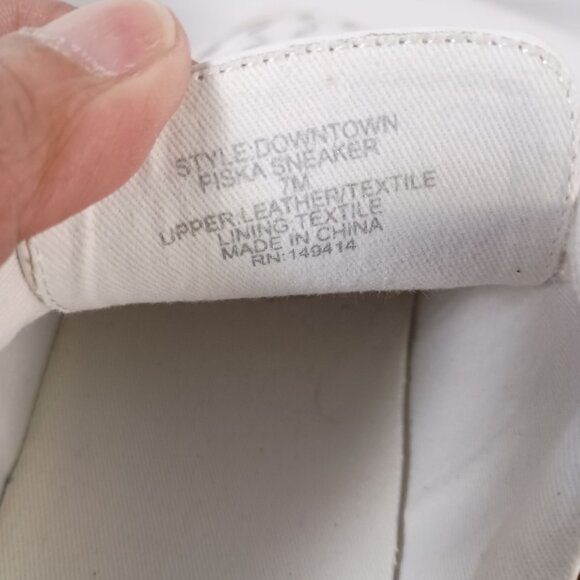 STYLE:DOWNTOWN
PISKA SNEAKER
7M
UPPER:LEATHER/TEXTILE
LINING:TEXTILE
MADE IN CHINA
RN:149414